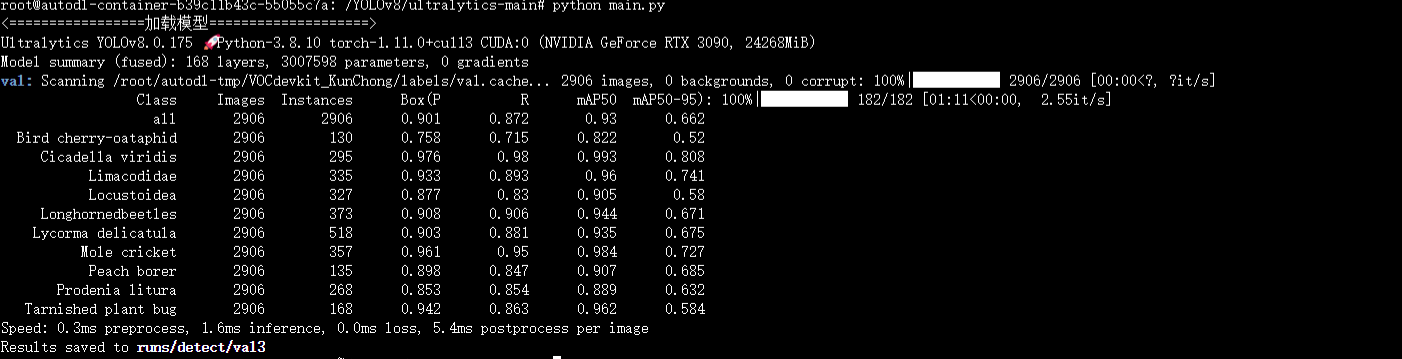 root@autodl-container-b39c11b43c-55055c7a: /YOLOv8/ultralytics-main# python main.py
<================加载模型====================>
Ultralytics YOLOv8.0.175 🚀Python-3.8.10 torch-1.11.0+cu113 CUDA:0 (NVIDIA GeForce RTX 3090, 24268MiB)
Model summary (fused): 168 layers, 3007598 parameters, 0 gradients
val: Scanning /root/autodl-tmp/VOCdevkit_KunChong/labels/val.cache... 2906 images, 0 backgrounds, 0 corrupt: 100%|██████████ 2906/2906 [00:00<?, ?it/s]
Class Images Instances Box(P R mAP50 mAP50-95): 100%|██████████ 182/182 [01:11<00:00, 2.55it/s]
all 2906 2906 0.901 0.872 0.93 0.662
Bird cherry-oataphid 2906 130 0.758 0.715 0.822 0.52
Cicadella viridis 2906 295 0.976 0.98 0.993 0.808
Limacodidae 2906 335 0.933 0.893 0.96 0.741
Locustoidea 2906 327 0.877 0.83 0.905 0.58
Longhornedbeetles 2906 373 0.908 0.906 0.944 0.671
Lycorma delicatula 2906 518 0.903 0.881 0.935 0.675
Mole cricket 2906 357 0.961 0.95 0.984 0.727
Peach borer 2906 135 0.898 0.847 0.907 0.685
Prodenia litura 2906 268 0.853 0.854 0.889 0.632
Tarnished plant bug 2906 168 0.942 0.863 0.962 0.584
Speed: 0.3ms preprocess, 1.6ms inference, 0.0ms loss, 5.4ms postprocess per image
Results saved to runs/detect/val3